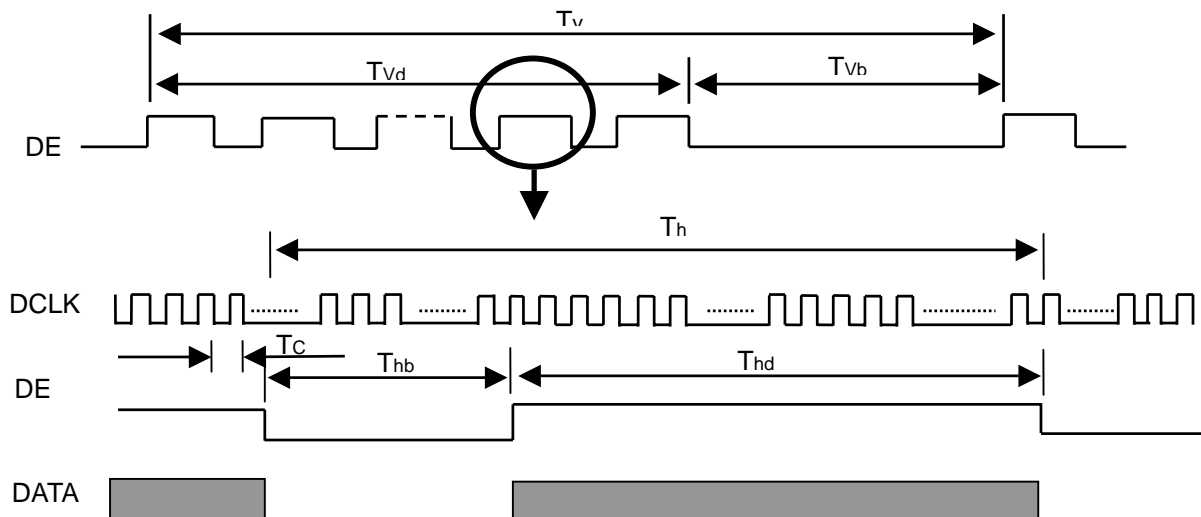 Tv
TVd
TVb
DE
Th
DCLK
TC
Thb
Thd
DE
DATA